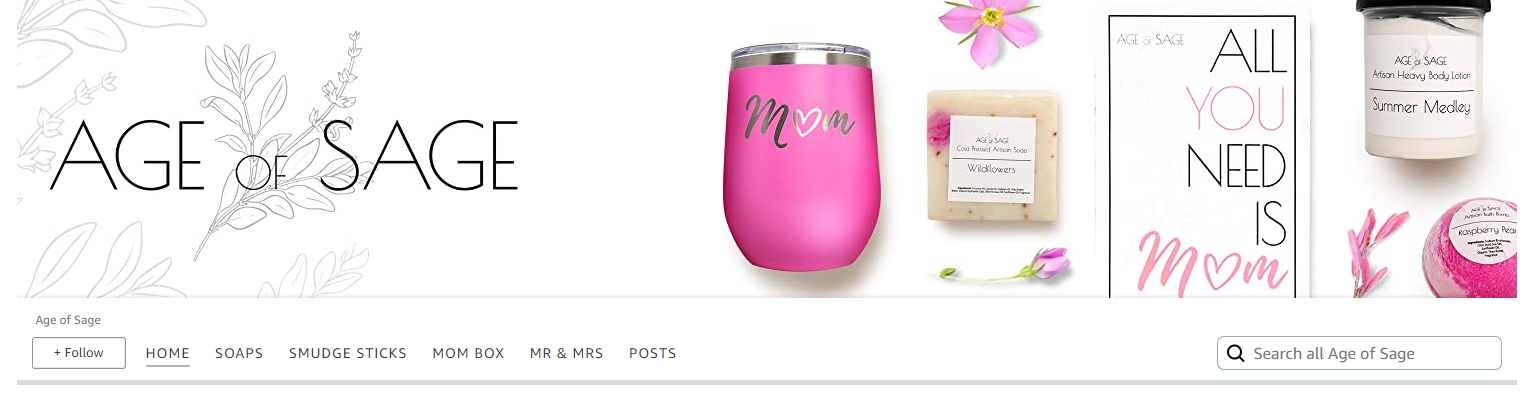 AGE OF SAGE
Mom
AGE of SAGE
Cold Pressed Artisan Soap
Wildflowers
AGE OF SAGE
ALL
YOU
NEED
IS
Mom
AGE of SAGE
Artisan Heavy Body Lotion
Summer Medley
AGE of SAGE
Artisan Bath Bomb
Raspberry Pear
Age of Sage
+ Follow
HOME
SOAPS
SMUDGE STICKS
MOM BOX
MR & MRS
POSTS
Search all Age of Sage